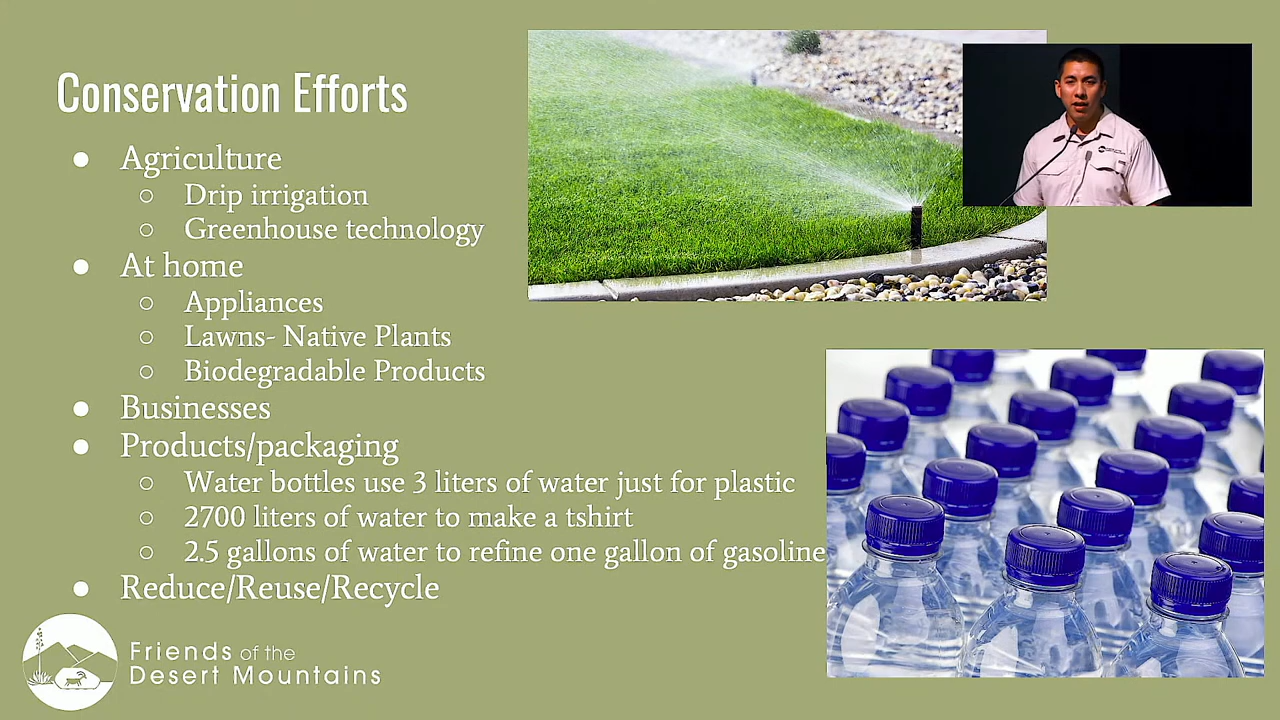 Conservation Efforts
● Agriculture
○ Drip irrigation
○ Greenhouse technology
● At home
○ Appliances
○ Lawns- Native Plants
○ Biodegradable Products
● Businesses
● Products/packaging
○ Water bottles use 3 liters of water just for plastic
○ 2700 liters of water to make a tshirt
○ 2.5 gallons of water to refine one gallon of gasoline
● Reduce/Reuse/Recycle
Friends of the
Desert Mountains